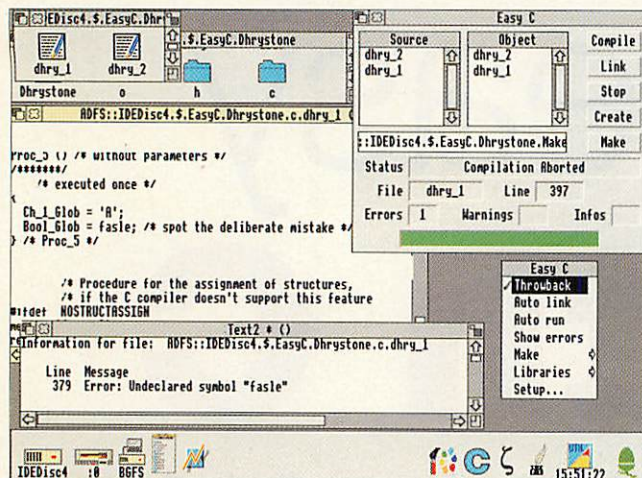 EDisc4.$.EasyC.Dhr
dhry_1 dhry_2
.$.EasyC.Dhrystone
Dhrystone o h c
ADFS::IDEDisc4.$.EasyC.Dhrystone.c.dhry_1 (
Proc_5 () /* without parameters */
/*******/
/* executed once */
{
Ch_1_Glob = 'A';
Bool_Glob = fasle; /* spot the deliberate mistake */
} /* Proc_5 */
/* Procedure for the assignment of structures,
/* if the C compiler doesn't support this feature
#ifdef NOSTRUCTASSIGN
Text2 * ()
Information for file: ADFS::IDEDisc4.$.EasyC.Dhrystone.c.dhry_1
Line Message
379 Error: Undeclared symbol "fasle"
Easy C
Source Object
dhry_2 dhry_2
dhry_1 dhry_1
Compile
Link
Stop
Create
Make
::IDEDisc4.$.EasyC.Dhrystone.Make
Status Compilation Aborted
File dhry_1 Line 397
Errors 1 Warnings Infos
Easy C
Throwback
Auto link
Auto run
Show errors
Make
Libraries
Setup...
IDEDisc4 :0 BGFS
15:51:22